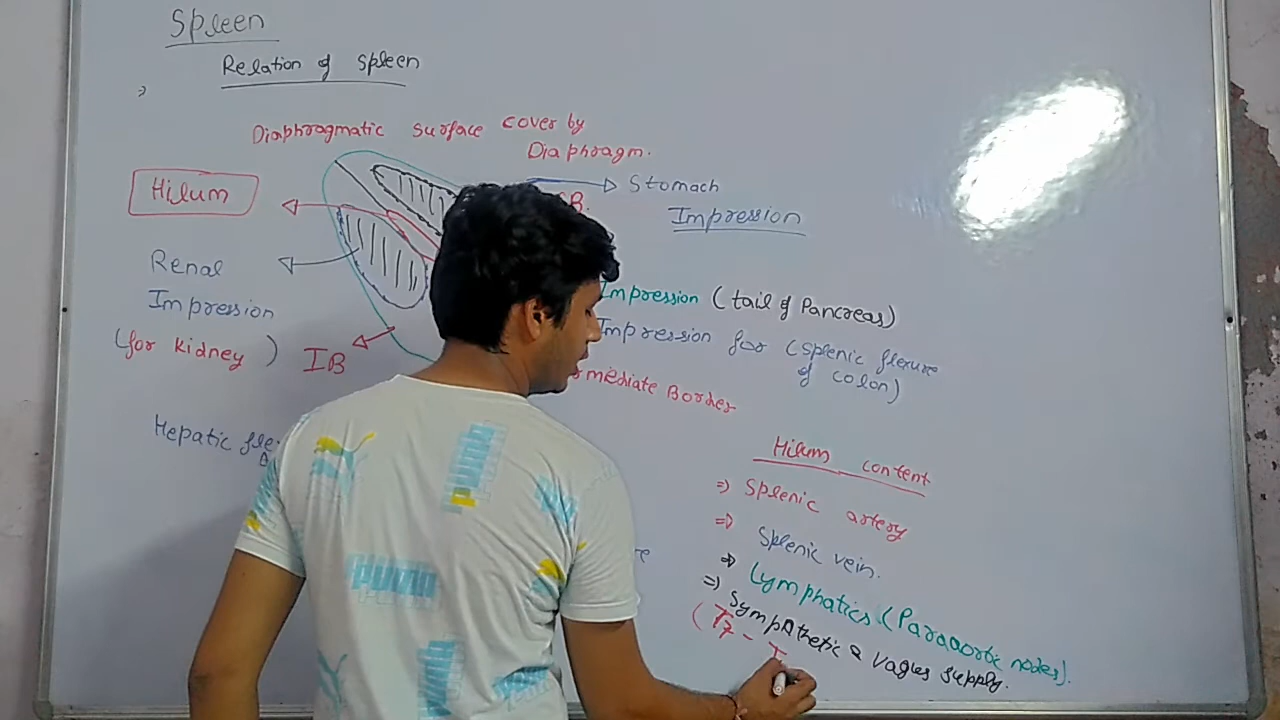 Spleen
Relation of Spleen
Diaphragmatic surface cover by
Diaphragm.
Hilum
Stomach
Impression
B.
Renal
Impression
(for kidney)
IB
Impression (tail of Pancreas)
Impression for (splenic flexure
of colon)
mediate Border
Hepatic fle
Hilum content
=) Splenic artery
=) Splenic vein.
=) Lymphatics (Paraaortic nodes).
=) Sympathetic & vagus supply.
(T7 - T
PUMA